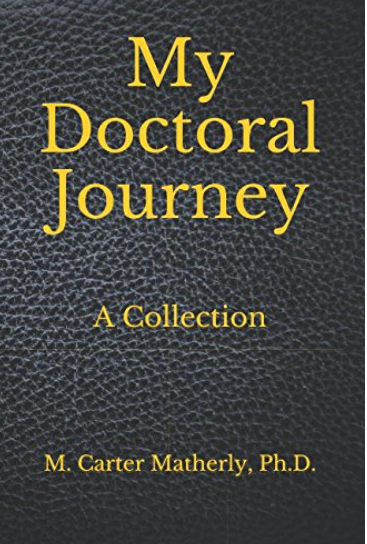 My
Doctoral
Journey
A Collection
M. Carter Matherly, Ph.D.